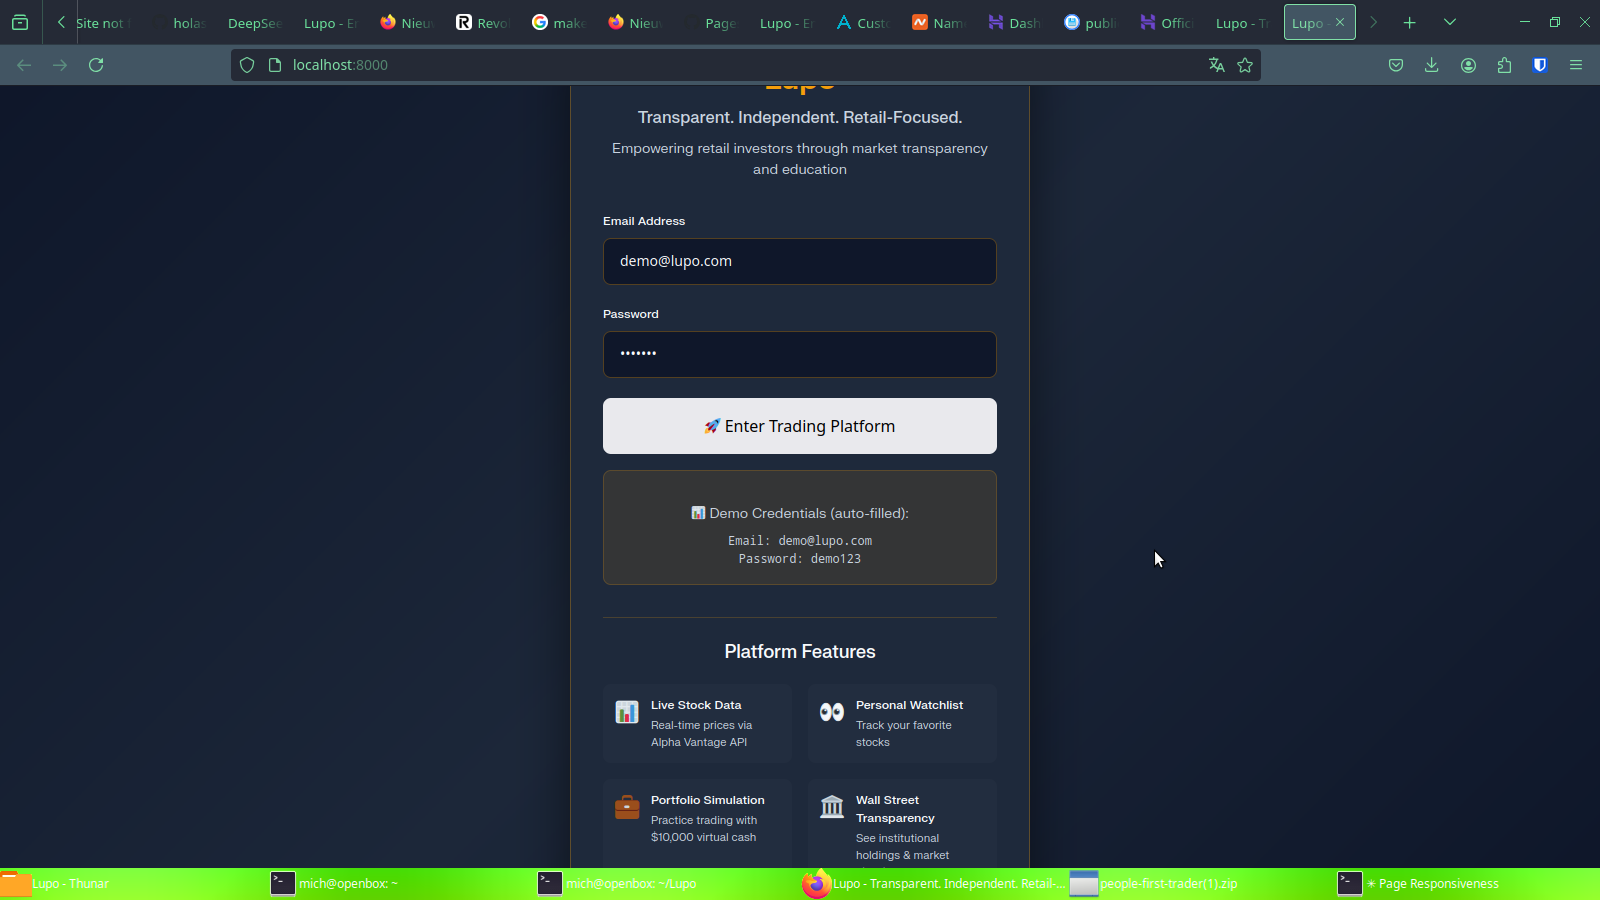 Site not
holas
DeepSee
Lupo - E
Nieu
Revo
make
Nieu
Page
Lupo - E
Cust
Nam
Dash
publi
Offic
Lupo - T
Lupo
localhost:8000
Lupo
Transparent. Independent. Retail-Focused.
Empowering retail investors through market transparency
and education
Email Address
demo@lupo.com
Password
•••••••
🚀 Enter Trading Platform
📊 Demo Credentials (auto-filled):
Email: demo@lupo.com
Password: demo123
Platform Features
Live Stock Data
Real-time prices via
Alpha Vantage API
Personal Watchlist
Track your favorite
stocks
Portfolio Simulation
Practice trading with
$10,000 virtual cash
Wall Street
Transparency
See institutional
holdings & market
Lupo - Thunar
mich@openbox: ~
mich@openbox: ~/Lupo
Lupo - Transparent. Independent. Retail-...
people-first-trader(1).zip
✳ Page Responsiveness